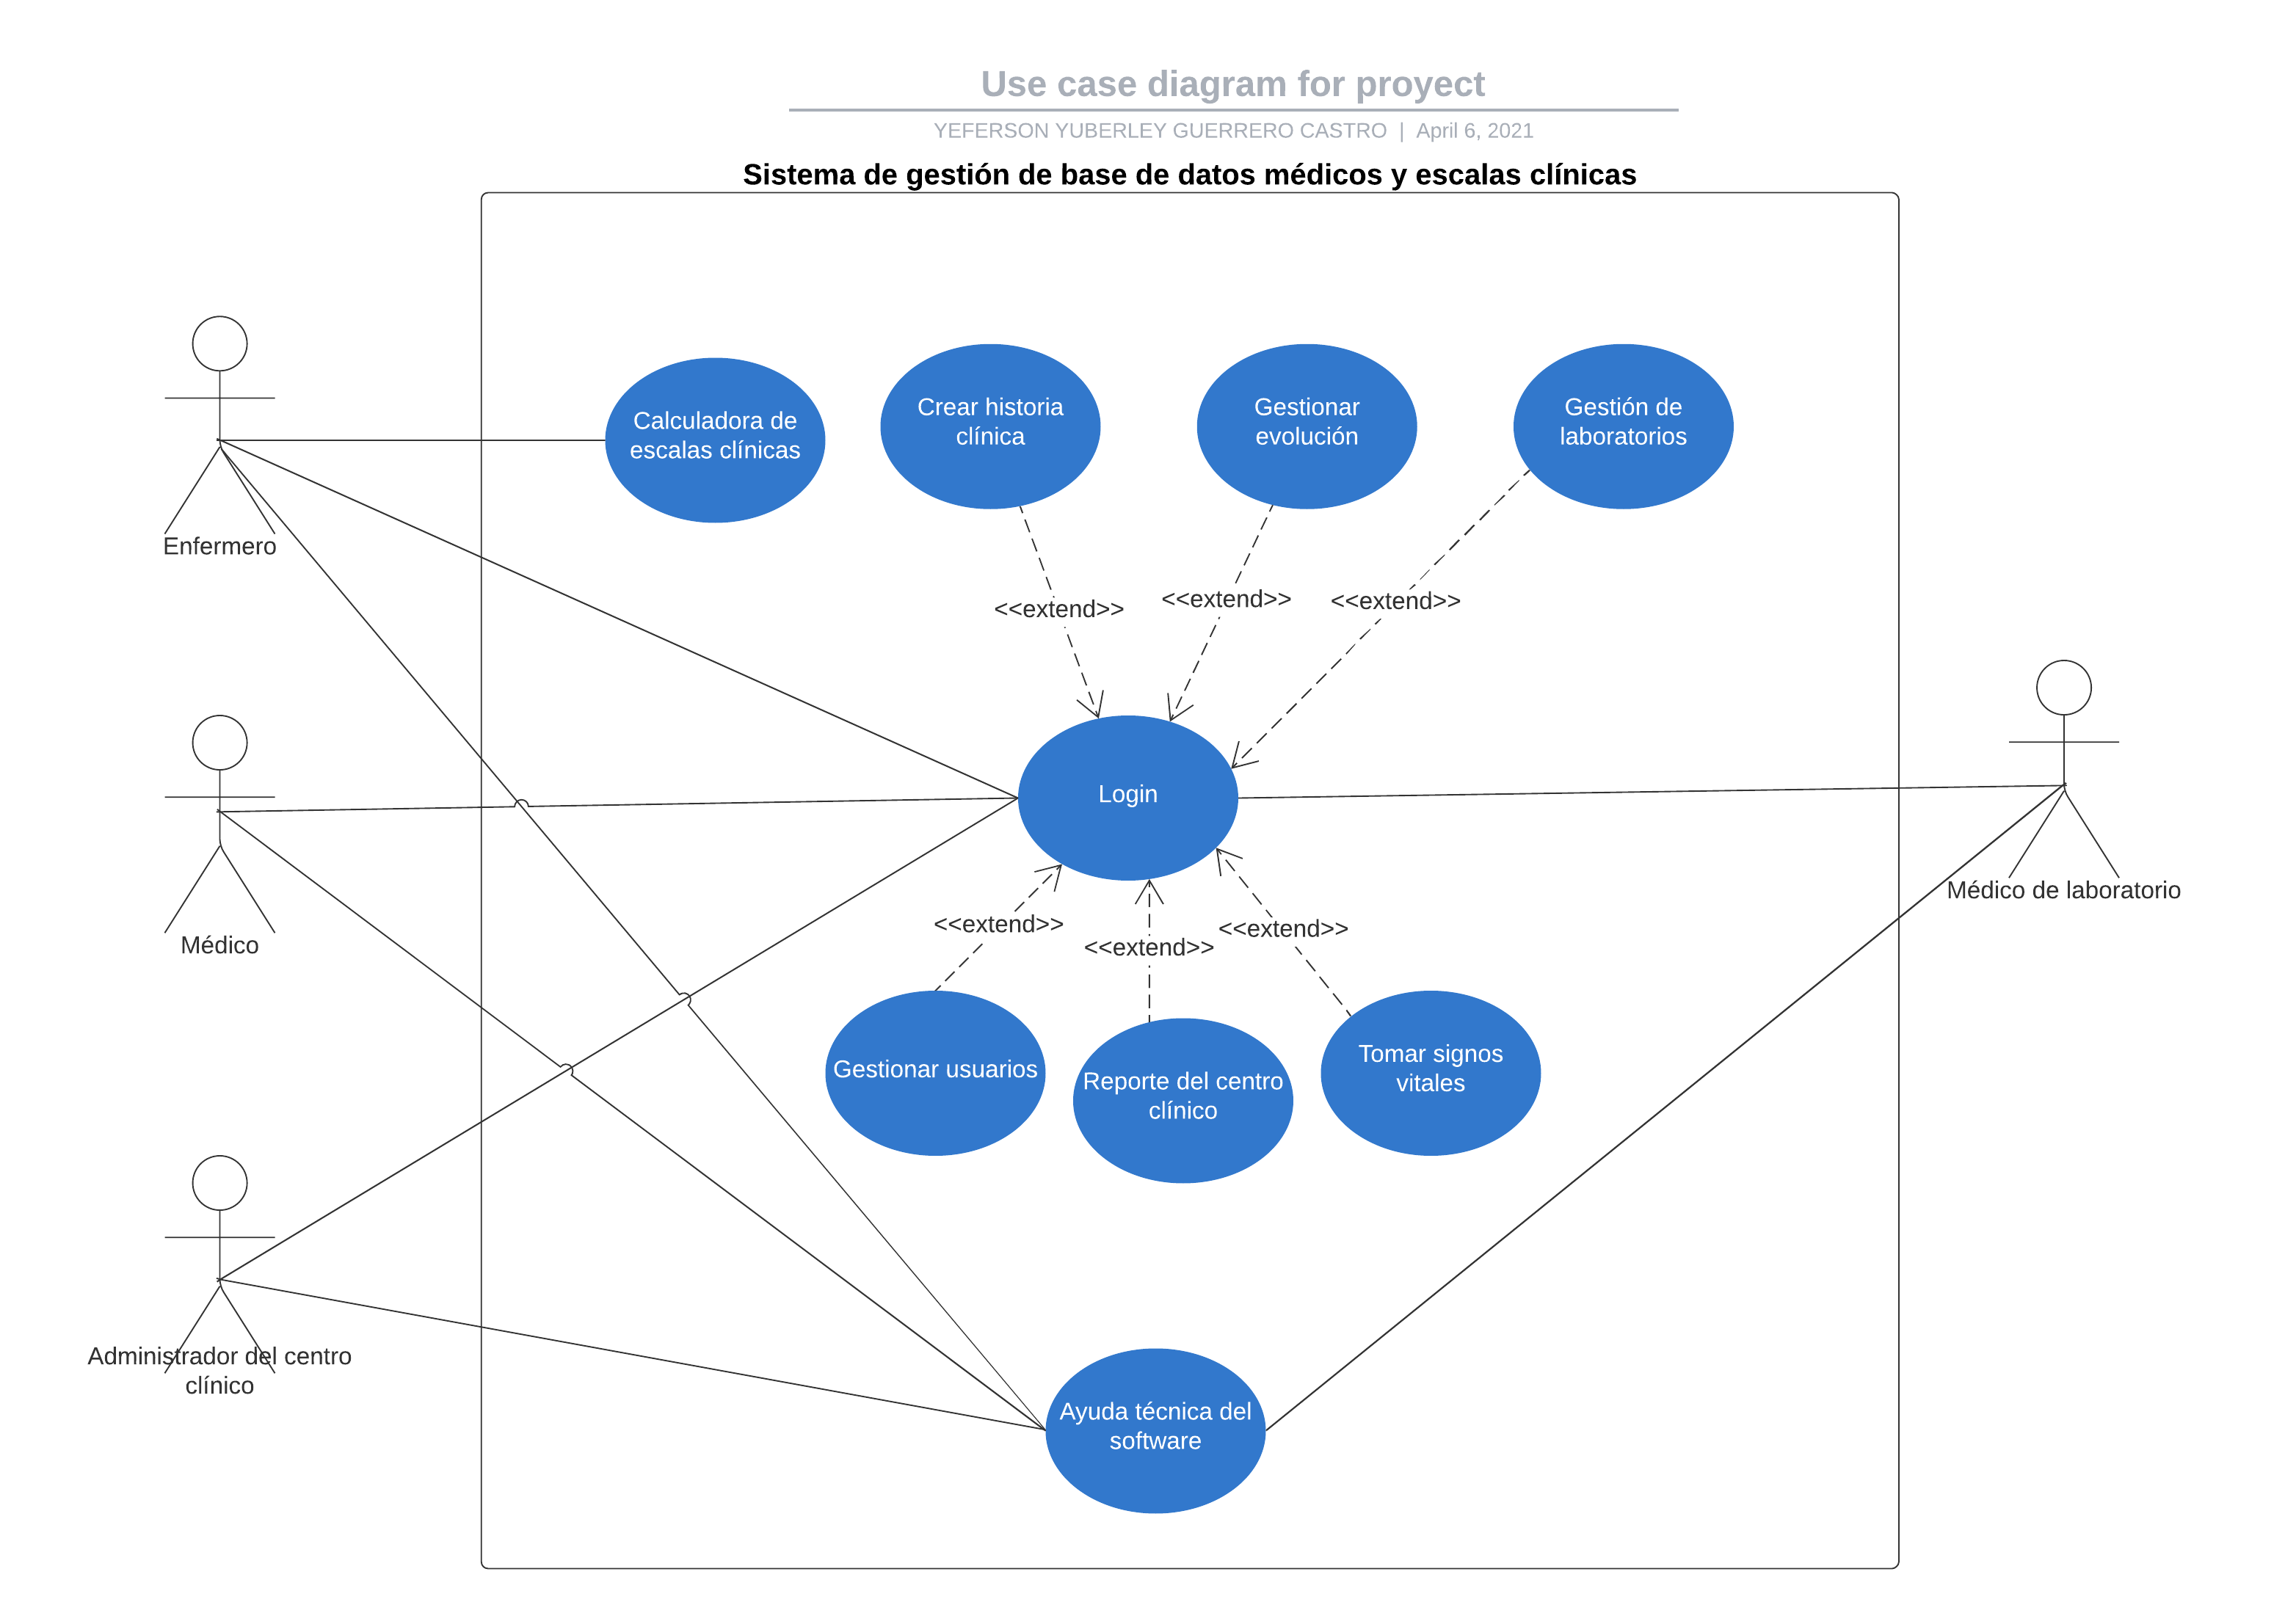 Use case diagram for proyect
YEFERSON YUBERLEY GUERRERO CASTRO | April 6, 2021
Sistema de gestión de base de datos médicos y escalas clínicas
Calculadora de
escalas clínicas
Crear historia
clínica
Gestionar
evolución
Gestión de
laboratorios
Enfermero
<<extend>>
<<extend>>
<<extend>>
Login
Médico de laboratorio
Médico
<<extend>>
<<extend>>
<<extend>>
Gestionar usuarios
Reporte del centro
clínico
Tomar signos
vitales
Administrador del centro
clínico
Ayuda técnica del
software